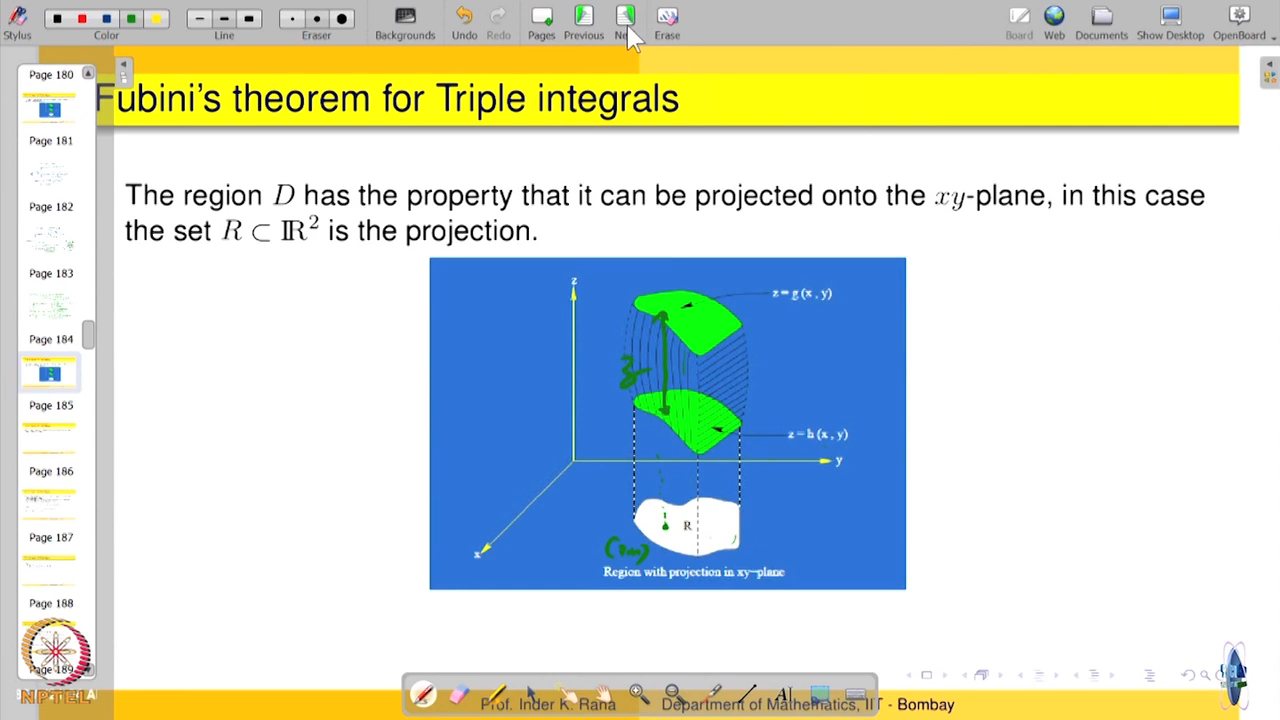 Stylus
Color
Line
Eraser
Backgrounds
Undo
Redo
Pages
Previous
Erase
Board
Web
Documents
Show Desktop
OpenBoard
Page 180
Page 181
Page 182
Page 183
Page 184
Page 185
Page 186
Page 187
Page 188
Page 189
Fubini's theorem for Triple integrals
The region D has the property that it can be projected onto the xy-plane, in this case
the set R ⊂ ℝ² is the projection.
z
z = g (x , y)
z
z = h (x , y)
y
R
x
Region with projection in xy-plane
NPTEL
Prof. Inder K. Rana
Department of Mathematics, IIT - Bombay